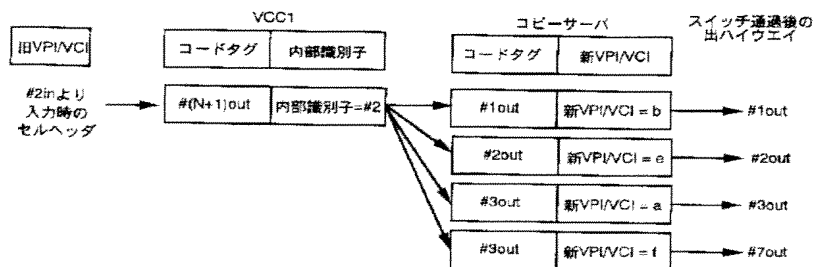 VCC1
コピーサーバ
スイッチ通過後の
出ハイウエイ
旧VPI/VCI
コードタグ 内部識別子
コードタグ 新VPI/VCI
#2inより
入力時の
セルヘッダ
#(N+1)out 内部識別子=#2
#1out 新VPI/VCI = b #1out
#2out 新VPI/VCI = e #2out
#3out 新VPI/VCI = a #3out
#3out 新VPI/VCI = f #7out